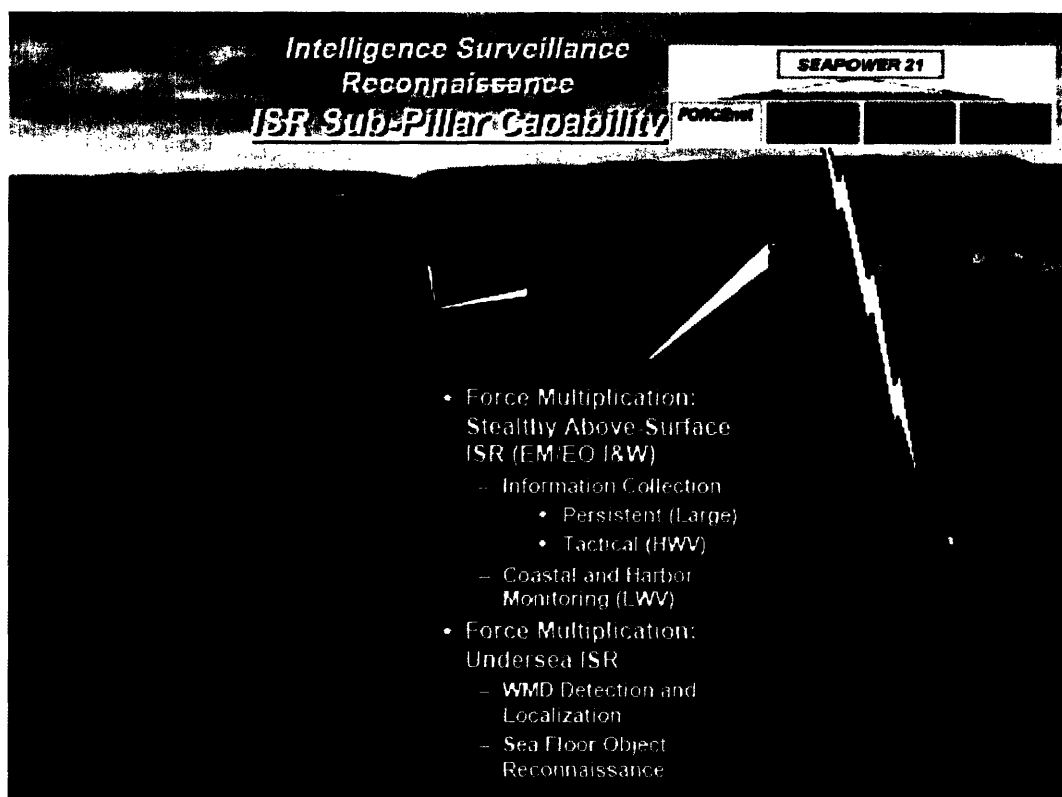 Intelligence Surveillance
Reconnaissance
ISR Sub-Pillar Capability
SEAPOWER 21
FORCEnet
• Force Multiplication:
Stealthy Above-Surface
ISR (EM/EO I&W)
– Information Collection
• Persistent (Large)
• Tactical (HWV)
– Coastal and Harbor
Monitoring (LWV)
• Force Multiplication:
Undersea ISR
– WMD Detection and
Localization
– Sea Floor Object
Reconnaissance